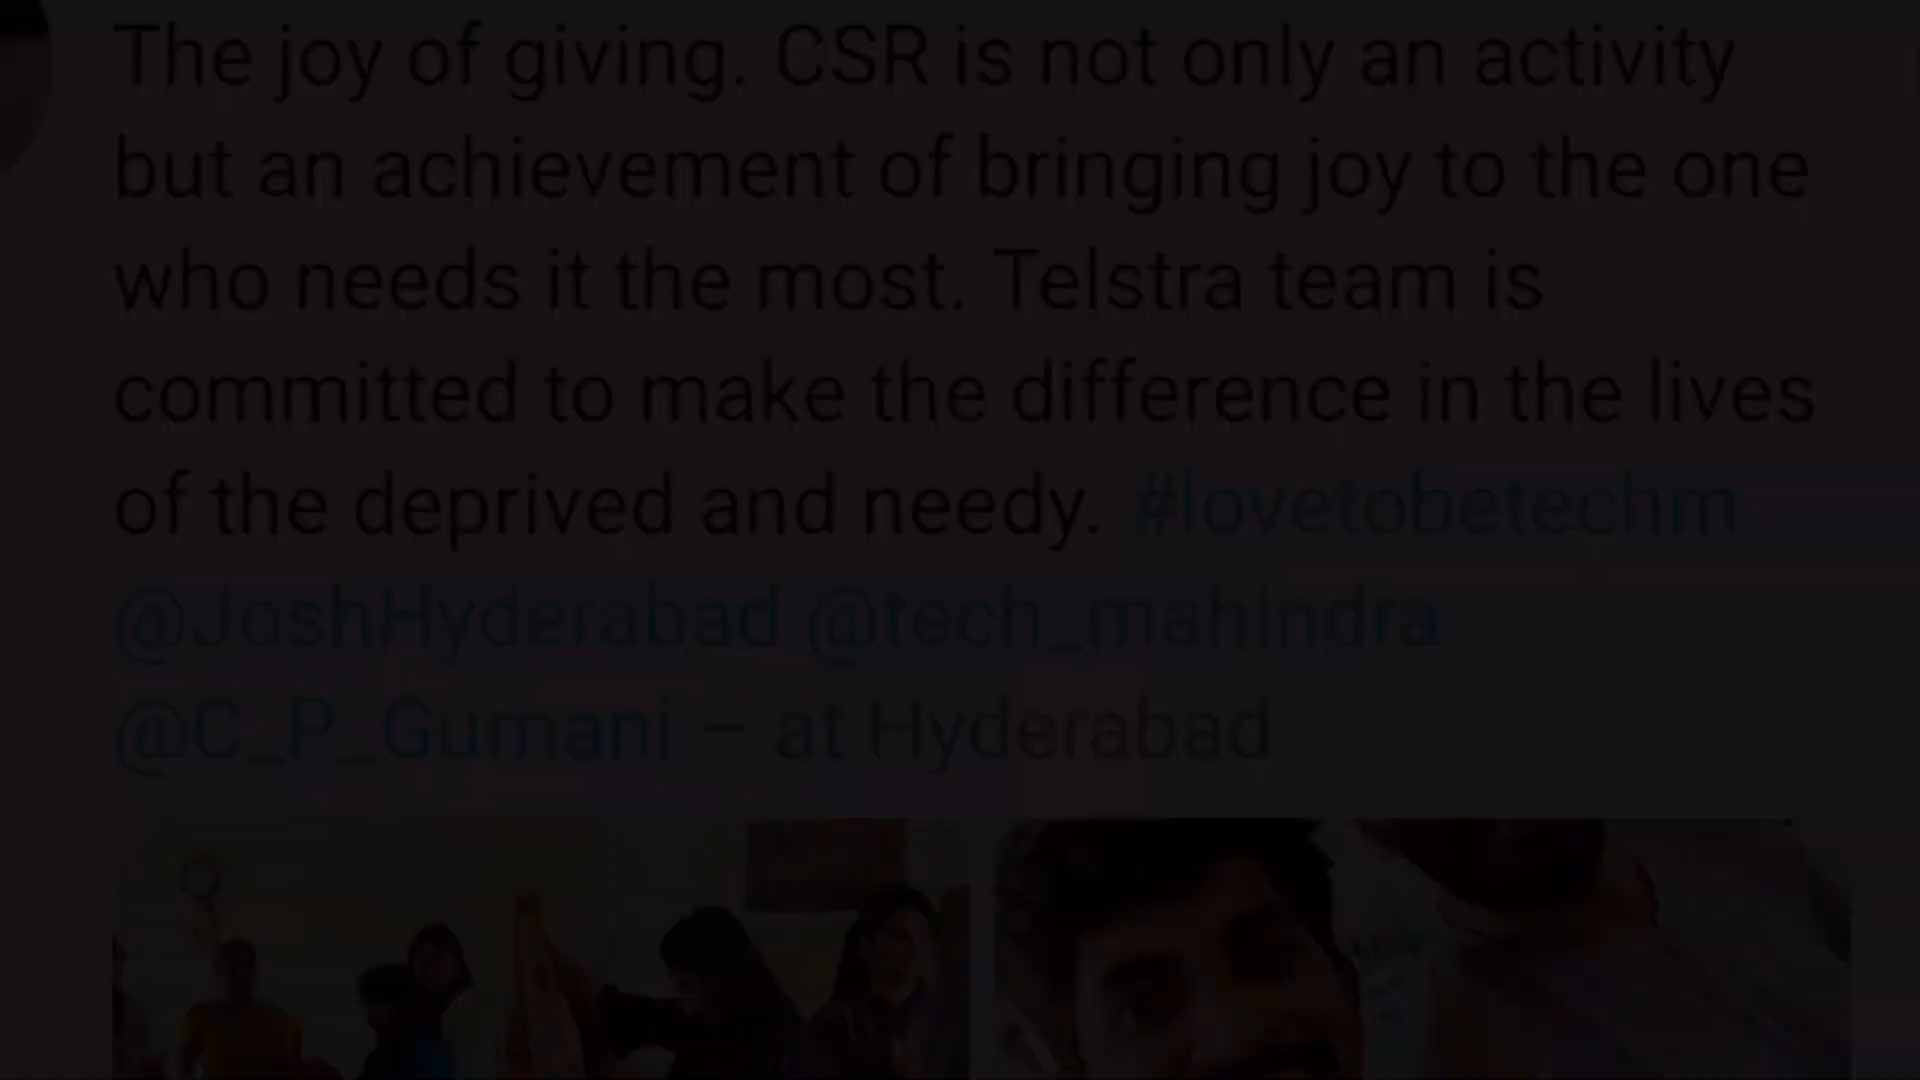 The joy of giving. CSR is not only an activity
but an achievement of bringing joy to the one
who needs it the most. Telstra team is
committed to make the difference in the lives
of the deprived and needy. #lovetobetechm
@JoshHyderabad @tech_mahindra
@C_P_Gurnani – at Hyderabad